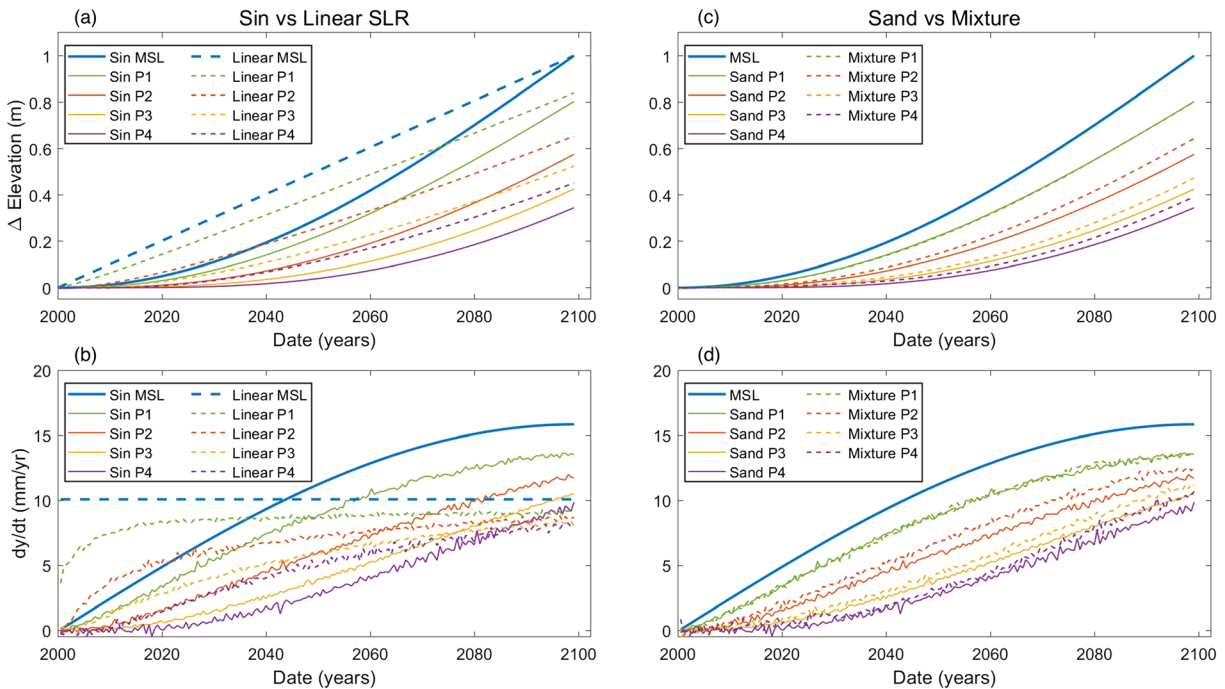 (a)
Sin vs Linear SLR
Sin MSL
Sin P1
Sin P2
Sin P3
Sin P4
Linear MSL
Linear P1
Linear P2
Linear P3
Linear P4
Δ Elevation (m)
1
0.8
0.6
0.4
0.2
0
2000 2020 2040 2060 2080 2100
Date (years)
(c)
Sand vs Mixture
MSL
Sand P1
Sand P2
Sand P3
Sand P4
Mixture P1
Mixture P2
Mixture P3
Mixture P4
1
0.8
0.6
0.4
0.2
0
2000 2020 2040 2060 2080 2100
Date (years)
(b)
Sin MSL
Sin P1
Sin P2
Sin P3
Sin P4
Linear MSL
Linear P1
Linear P2
Linear P3
Linear P4
dy/dt (mm/yr)
20
15
10
5
0
2000 2020 2040 2060 2080 2100
Date (years)
(d)
MSL
Sand P1
Sand P2
Sand P3
Sand P4
Mixture P1
Mixture P2
Mixture P3
Mixture P4
20
15
10
5
0
2000 2020 2040 2060 2080 2100
Date (years)